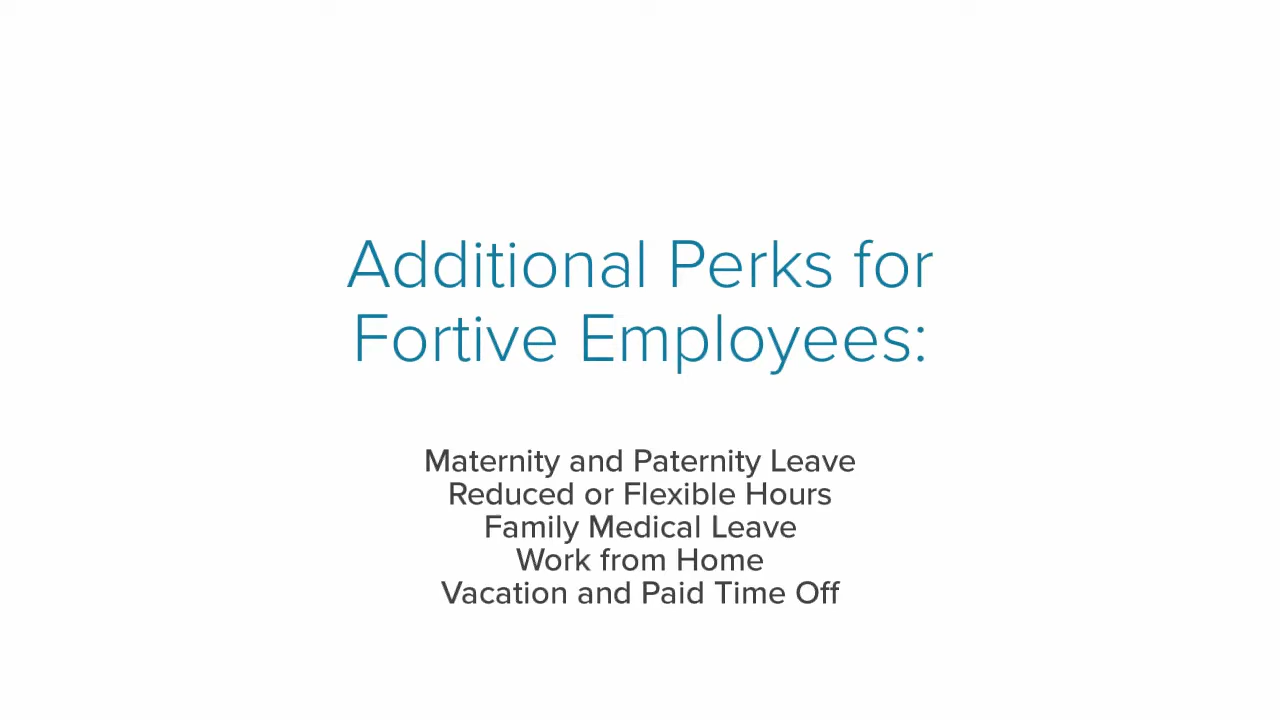 Additional Perks for
Fortive Employees:
Maternity and Paternity Leave
Reduced or Flexible Hours
Family Medical Leave
Work from Home
Vacation and Paid Time Off